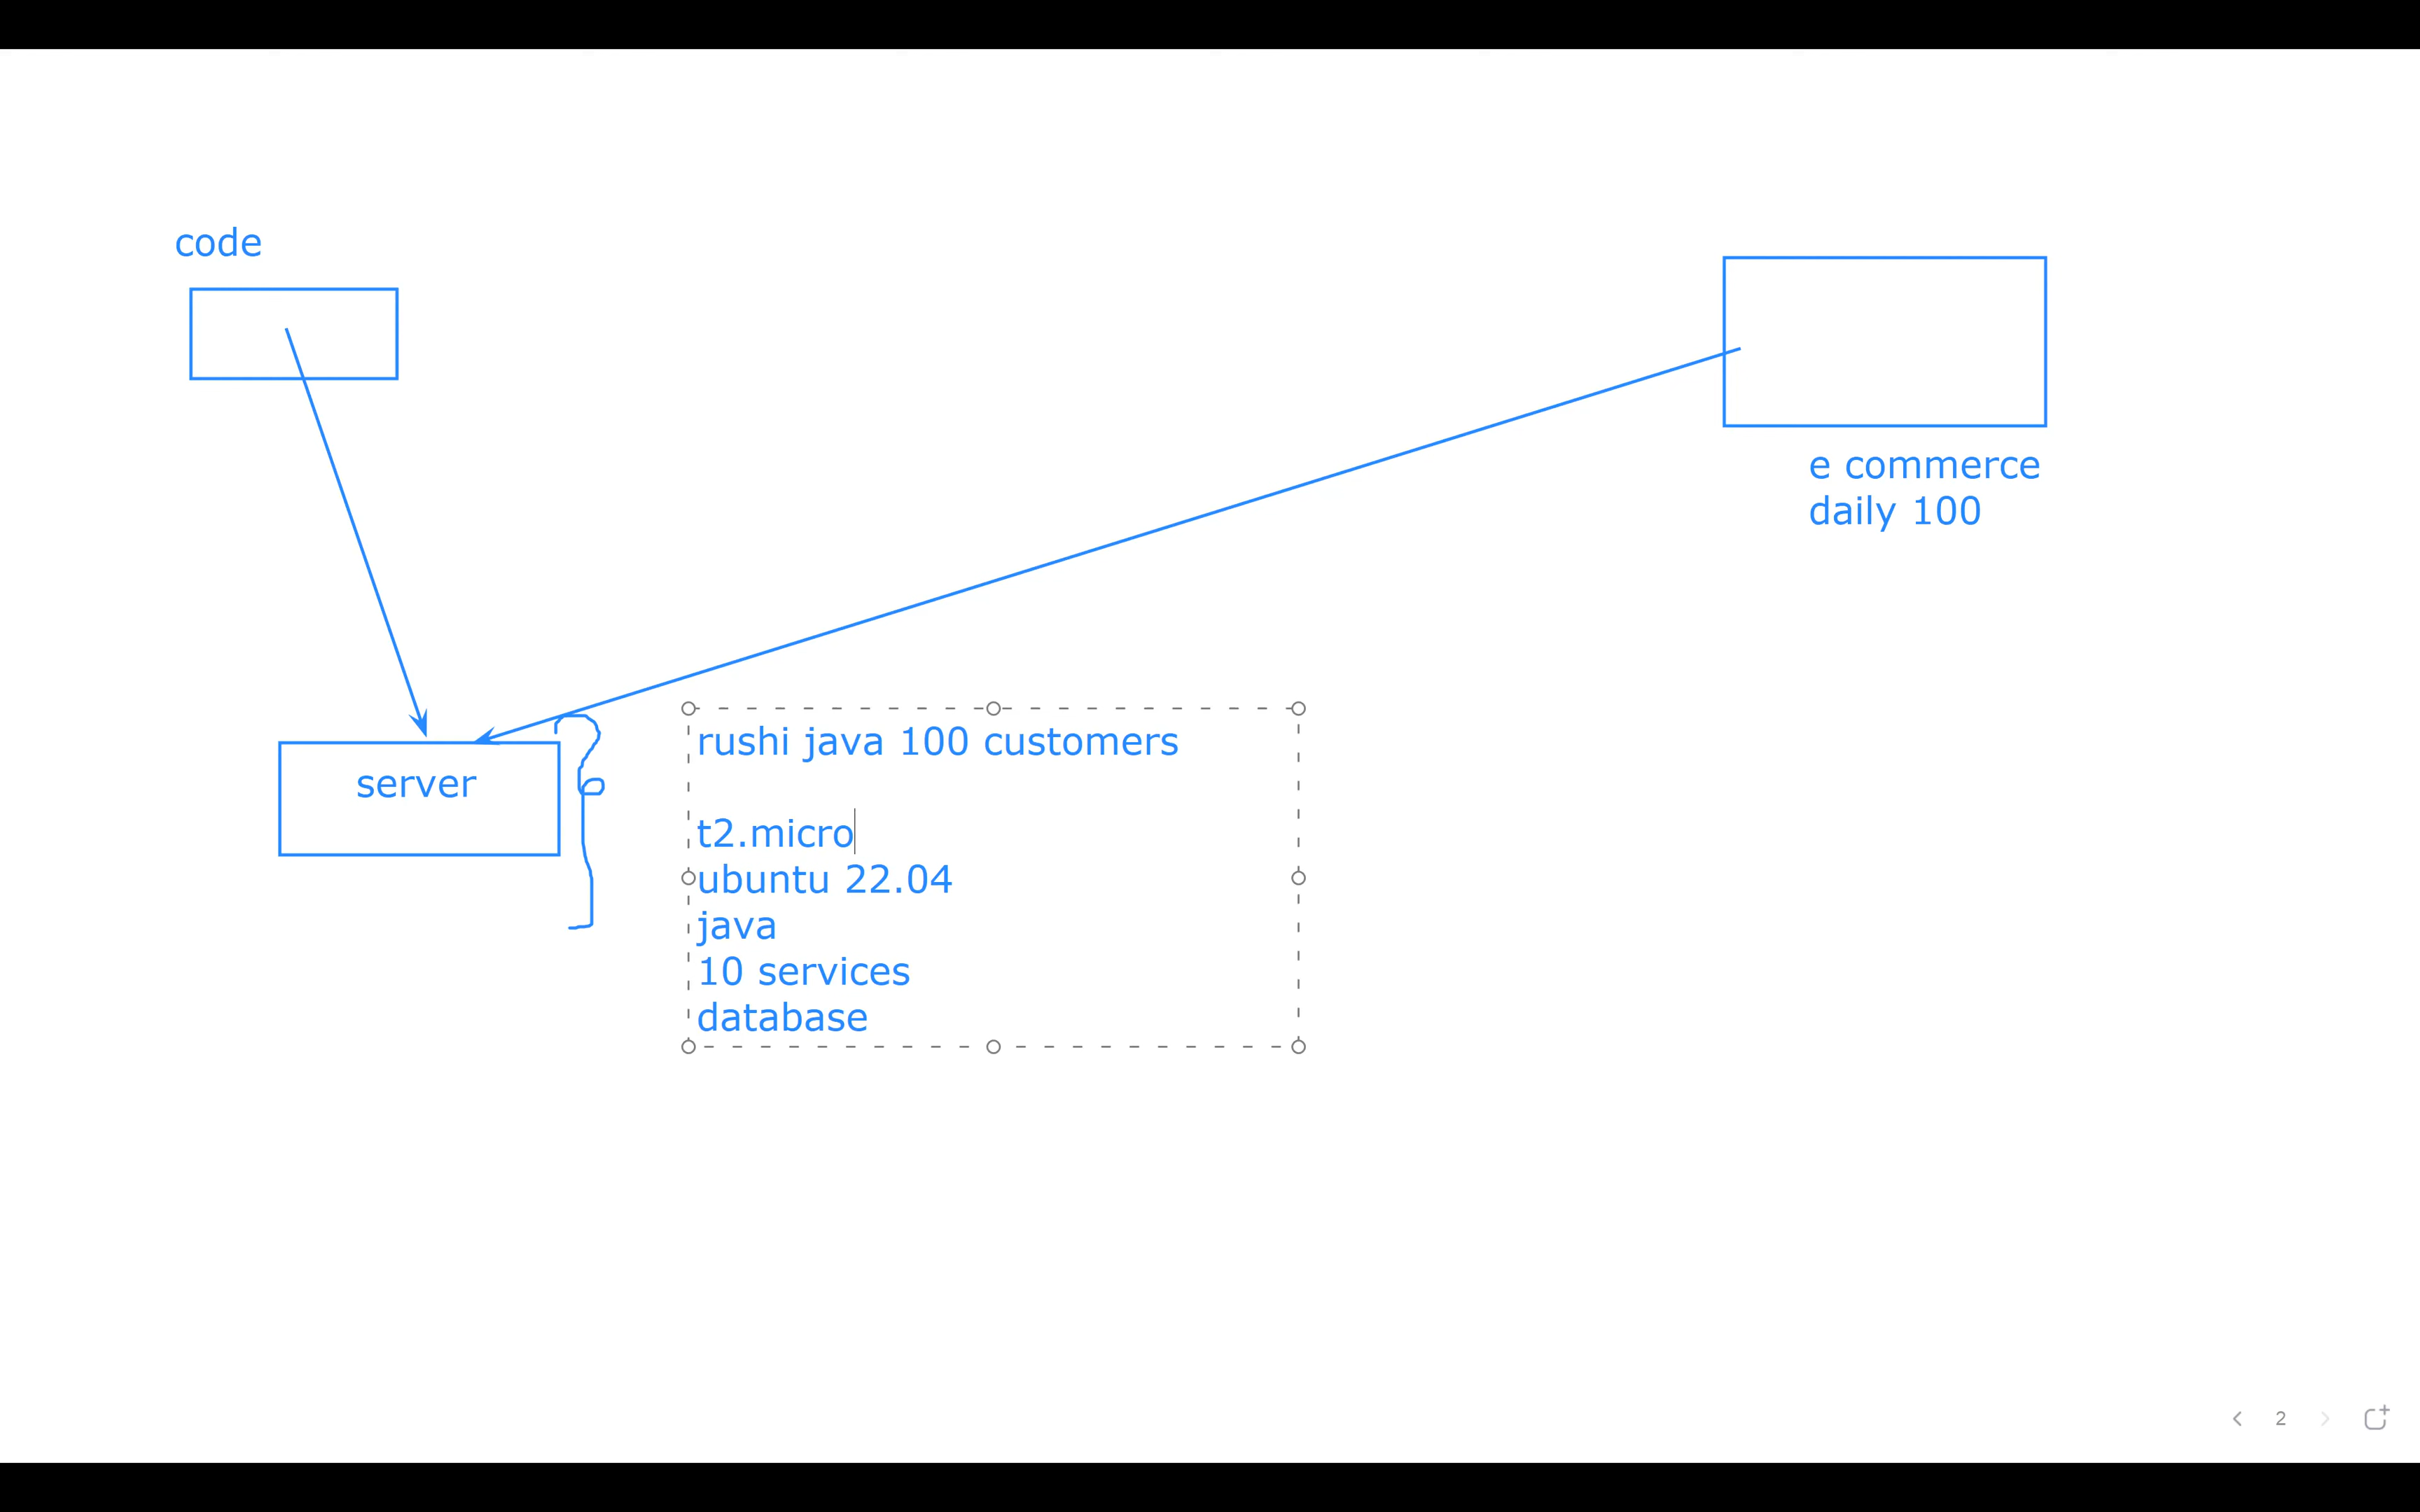 code
e commerce
daily 100
server
rushi java 100 customers
t2.micro
ubuntu 22.04
java
10 services
database
2